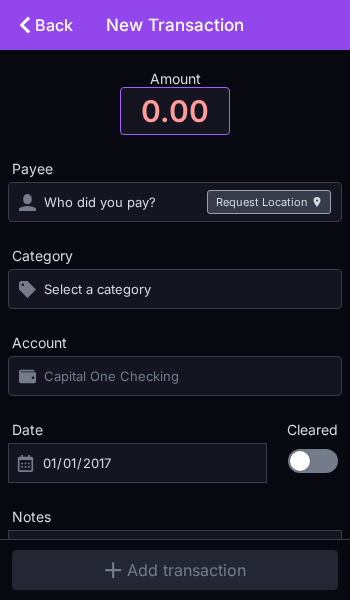 Back
New Transaction
Amount
0.00
Payee
Who did you pay?
Request Location
Category
Select a category
Account
Capital One Checking
Date
Cleared
01/01/2017
Notes
Add transaction